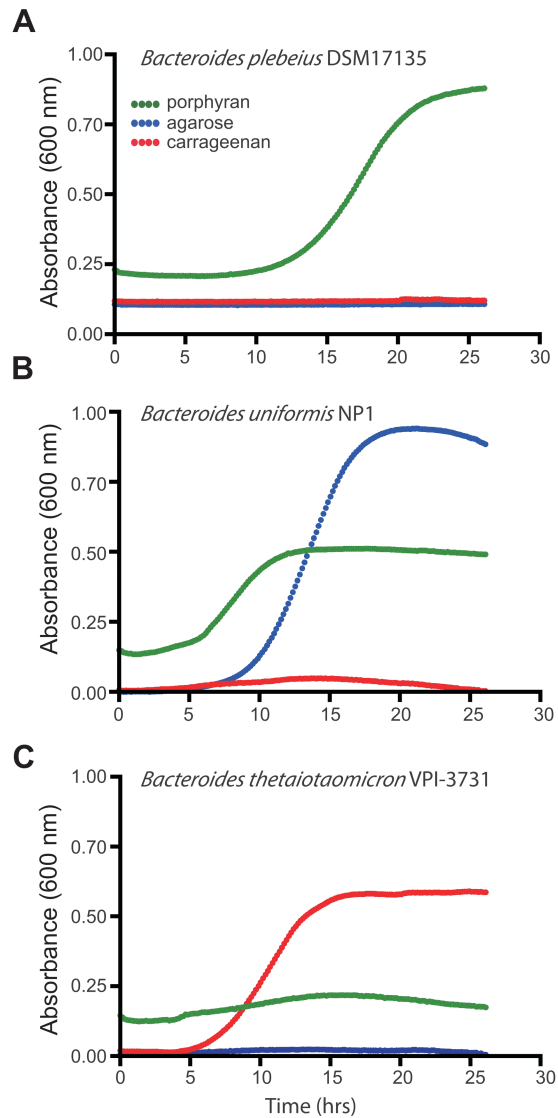 A
Bacteroides plebeius DSM17135
porphyran
agarose
carrageenan
Absorbance (600 nm)
1.00
0.70
0.50
0.25
0.00
0 5 10 15 20 25 30
B
Bacteroides uniformis NP1
Absorbance (600 nm)
1.00
0.70
0.50
0.25
0.00
0 5 10 15 20 25 30
C
Bacteroides thetaiotaomicron VPI-3731
Absorbance (600 nm)
1.00
0.70
0.50
0.25
0.00
0 5 10 15 20 25 30
Time (hrs)